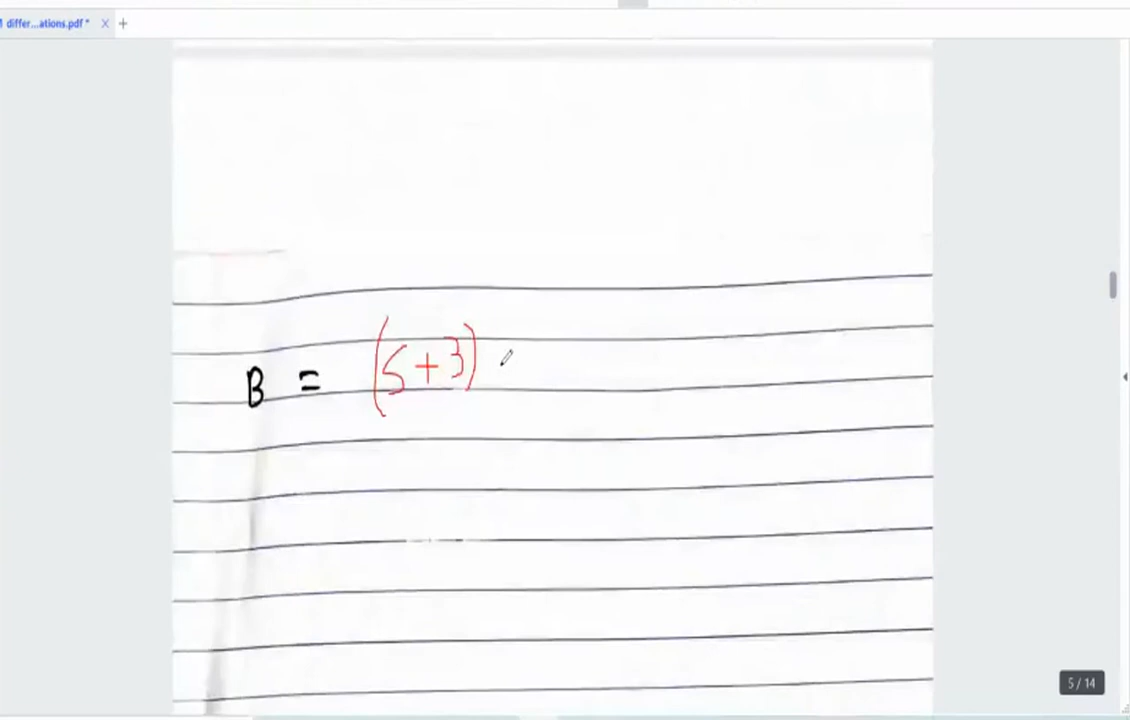 differ...ations.pdf *
B = (5+3)
5 / 14